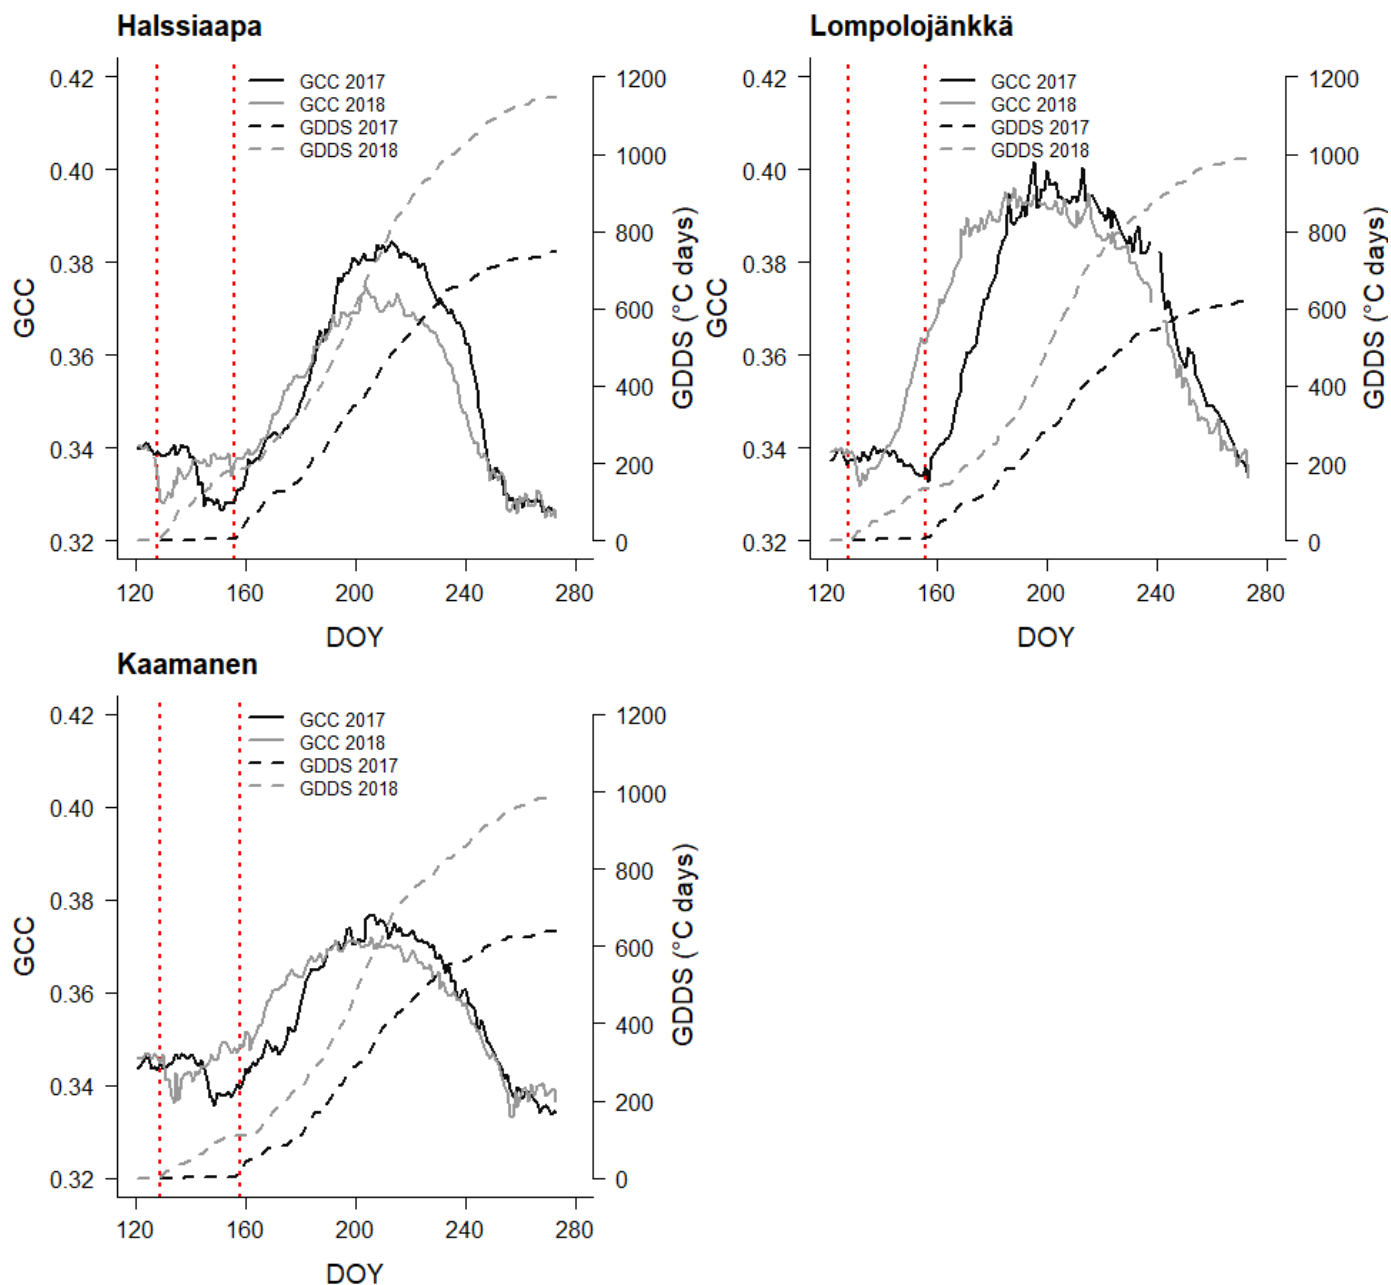 Halssiaapa
GCC 2017
GCC 2018
GDDS 2017
GDDS 2018
0.42
0.40
0.38
0.36
0.34
0.32
GCC
1200
1000
800
600
400
200
0
GDDS (°C days)
120
160
200
240
280
DOY
Lompolojänkkä
GCC 2017
GCC 2018
GDDS 2017
GDDS 2018
0.42
0.40
0.38
0.36
0.34
0.32
GCC
1200
1000
800
600
400
200
0
GDDS (°C days)
120
160
200
240
280
DOY
Kaamanen
GCC 2017
GCC 2018
GDDS 2017
GDDS 2018
0.42
0.40
0.38
0.36
0.34
0.32
GCC
1200
1000
800
600
400
200
0
GDDS (°C days)
120
160
200
240
280
DOY